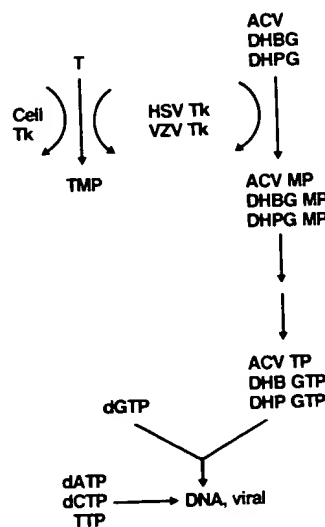 ACV
DHBG
DHPG
T
Cell
Tk
HSV Tk
VZV Tk
TMP
ACV MP
DHBG MP
DHPG MP
ACV TP
DHB GTP
DHP GTP
dGTP
dATP
dCTP
TTP
DNA, viral